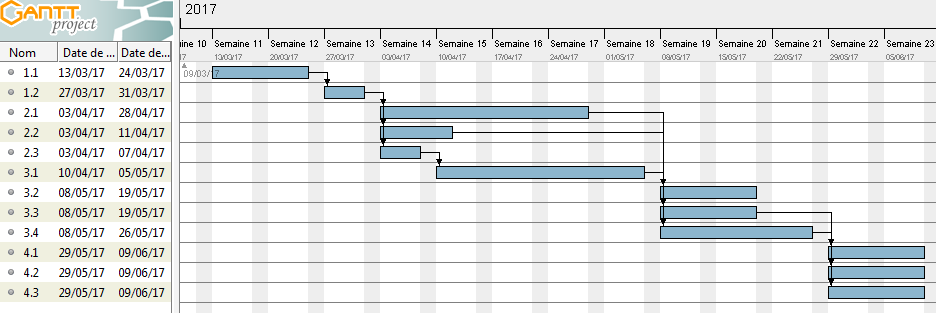 GANTT
project
2017
Nom Date de ... Date de...
ine 10 Semaine 11 Semaine 12 Semaine 13 Semaine 14 Semaine 15 Semaine 16 Semaine 17 Semaine 18 Semaine 19 Semaine 20 Semaine 21 Semaine 22 Semaine 23
17 13/03/17 20/03/17 27/03/17 03/04/17 10/04/17 17/04/17 24/04/17 01/05/17 08/05/17 15/05/17 22/05/17 29/05/17 05/06/17
1.1 13/03/17 24/03/17 09/03/17
1.2 27/03/17 31/03/17
2.1 03/04/17 28/04/17
2.2 03/04/17 11/04/17
2.3 03/04/17 07/04/17
3.1 10/04/17 05/05/17
3.2 08/05/17 19/05/17
3.3 08/05/17 19/05/17
3.4 08/05/17 26/05/17
4.1 29/05/17 09/06/17
4.2 29/05/17 09/06/17
4.3 29/05/17 09/06/17